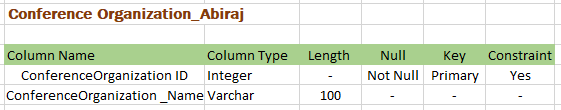 Conference Organization_Abiraj
Column Name Column Type Length Null Key Constraint
ConferenceOrganization ID Integer - Not Null Primary Yes
ConferenceOrganization _Name Varchar 100 - - -